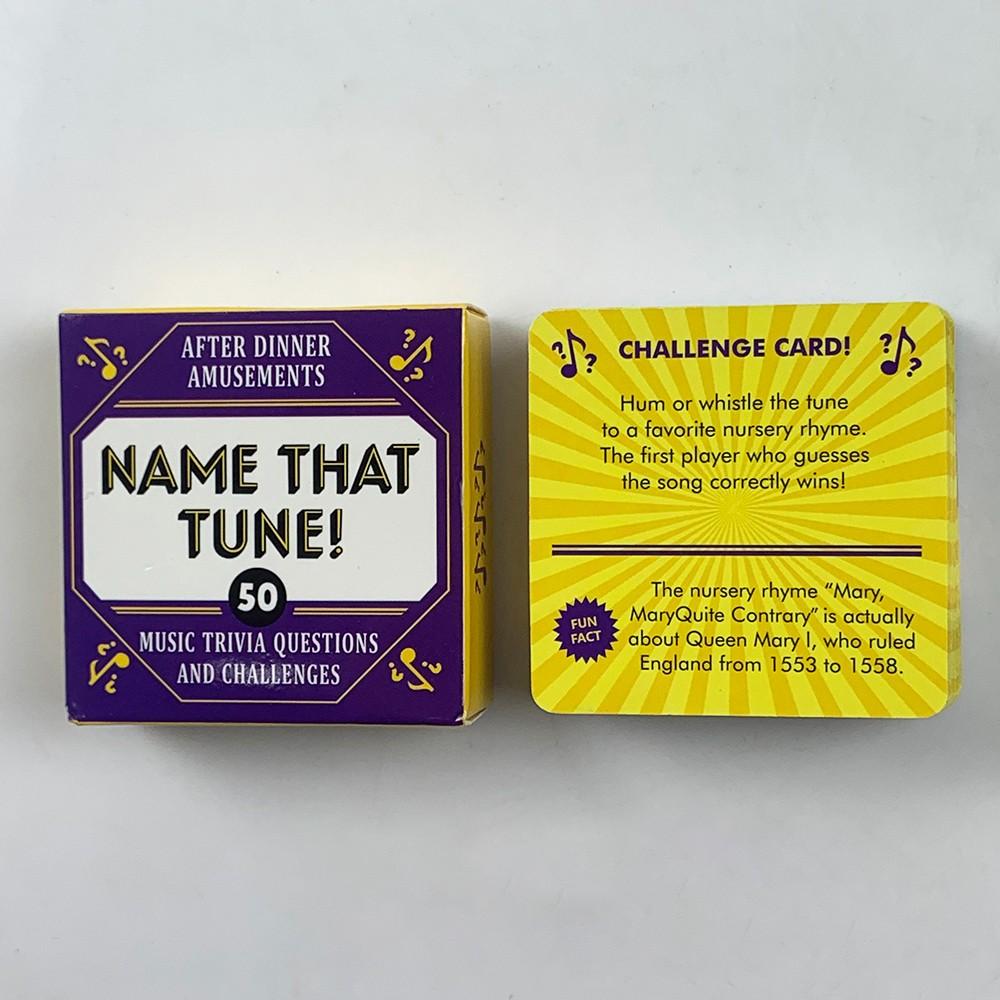 AFTER DINNER
AMUSEMENTS
NAME THAT
TUNE!
50
MUSIC TRIVIA QUESTIONS
AND CHALLENGES
CHALLENGE CARD!
Hum or whistle the tune
to a favorite nursery rhyme.
The first player who guesses
the song correctly wins!
FUN
FACT
The nursery rhyme “Mary,
MaryQuite Contrary” is actually
about Queen Mary I, who ruled
England from 1553 to 1558.